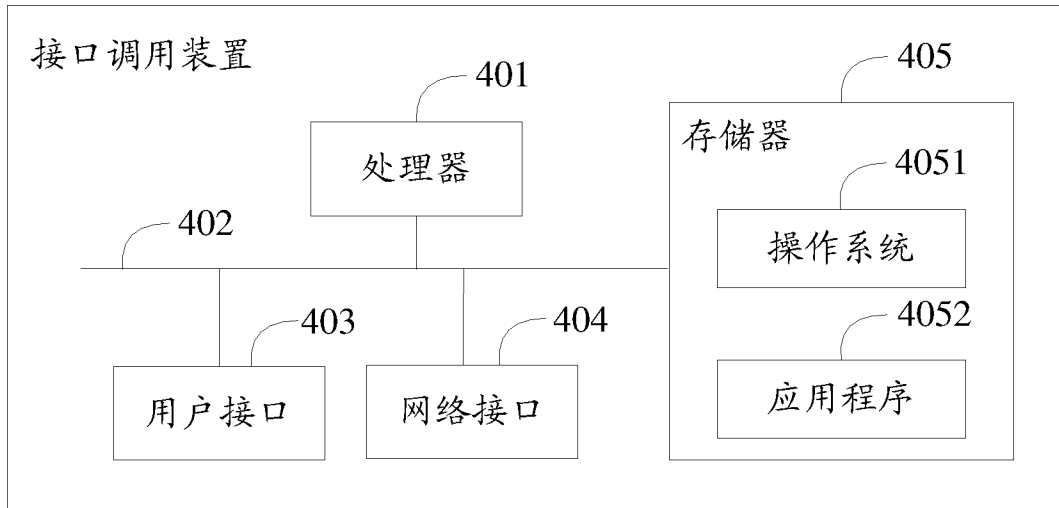 接口调用装置
401
处理器
402
403
用户接口
404
网络接口
405
存储器
4051
操作系统
4052
应用程序